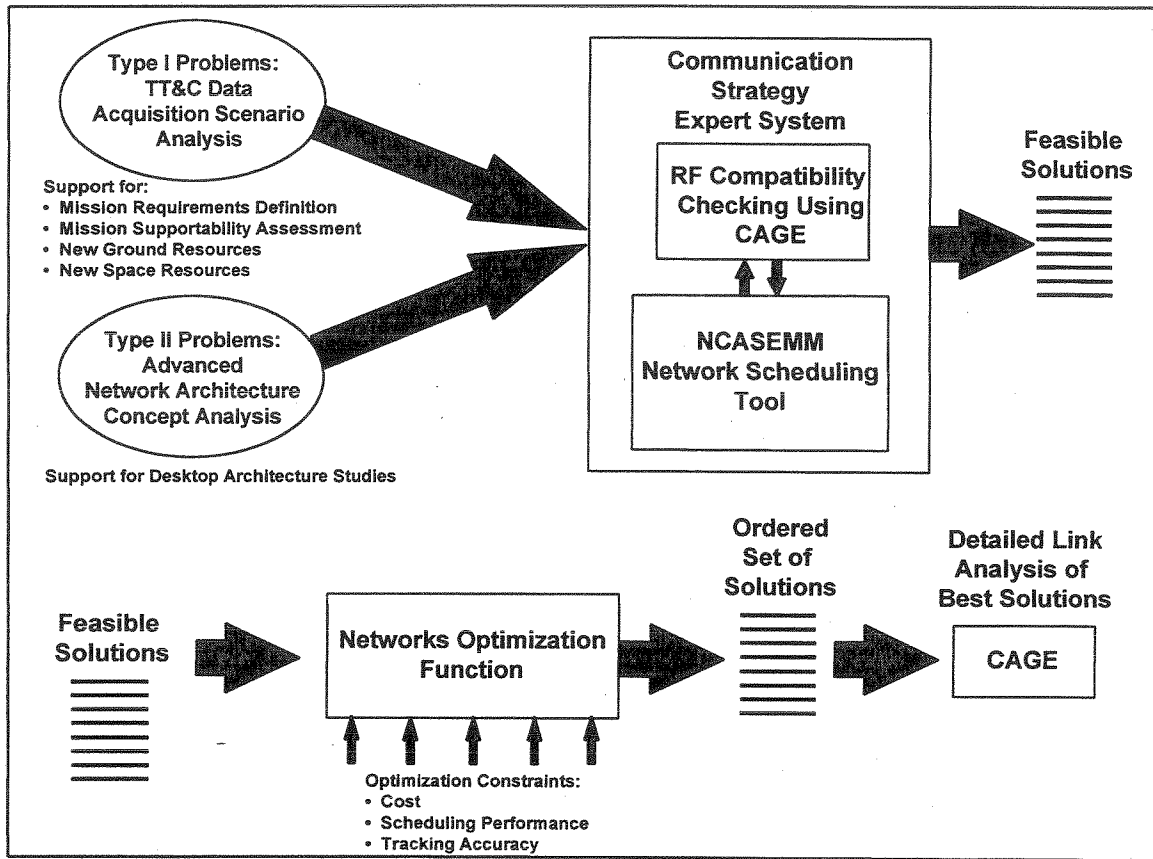 Type I Problems:
TT&C Data
Acquisition Scenario
Analysis
Support for:
• Mission Requirements Definition
• Mission Supportability Assessment
• New Ground Resources
• New Space Resources
Type II Problems:
Advanced
Network Architecture
Concept Analysis
Support for Desktop Architecture Studies
Communication
Strategy
Expert System
RF Compatibility
Checking Using
CAGE
NCASEMM
Network Scheduling
Tool
Feasible
Solutions
Feasible
Solutions
Networks Optimization
Function
Optimization Constraints:
• Cost
• Scheduling Performance
• Tracking Accuracy
Ordered
Set of
Solutions
Detailed Link
Analysis of
Best Solutions
CAGE